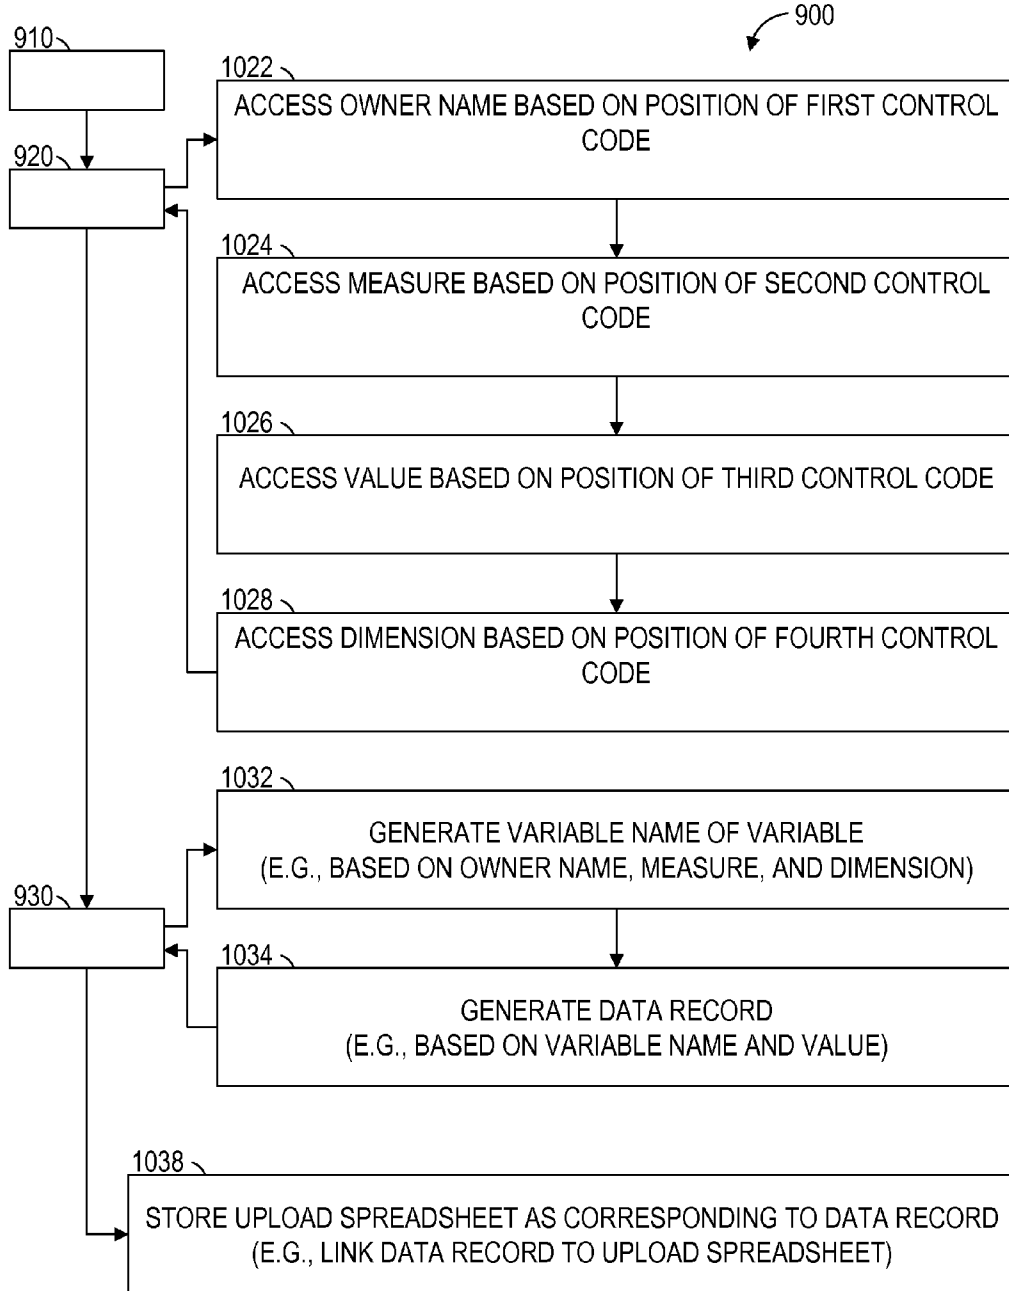 900
910
1022
ACCESS OWNER NAME BASED ON POSITION OF FIRST CONTROL
CODE
920
1024
ACCESS MEASURE BASED ON POSITION OF SECOND CONTROL
CODE
1026
ACCESS VALUE BASED ON POSITION OF THIRD CONTROL CODE
1028
ACCESS DIMENSION BASED ON POSITION OF FOURTH CONTROL
CODE
1032
GENERATE VARIABLE NAME OF VARIABLE
(E.G., BASED ON OWNER NAME, MEASURE, AND DIMENSION)
930
1034
GENERATE DATA RECORD
(E.G., BASED ON VARIABLE NAME AND VALUE)
1038
STORE UPLOAD SPREADSHEET AS CORRESPONDING TO DATA RECORD
(E.G., LINK DATA RECORD TO UPLOAD SPREADSHEET)